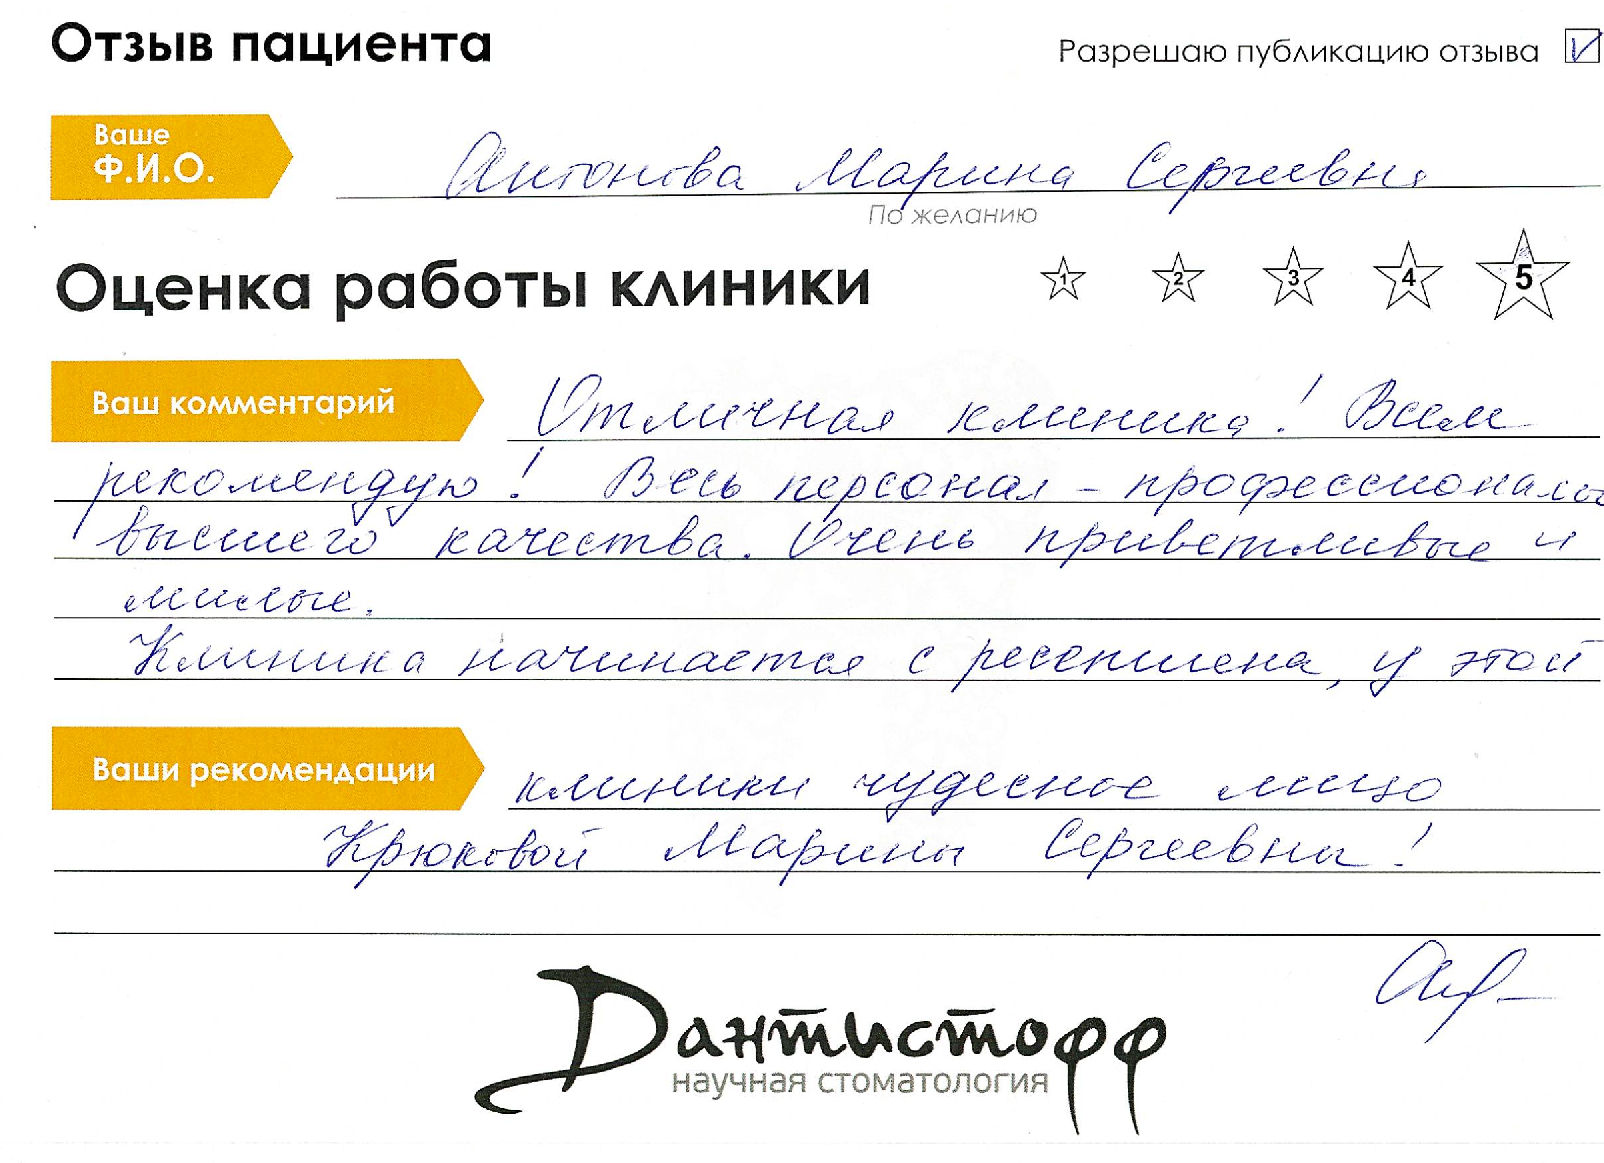 Отзыв пациента
Разрешаю публикацию отзыва
Ваше
Ф.И.О.
Антонова Марина Сергеевна
По желанию
Оценка работы клиники
1 2 3 4 5
Ваш комментарий
Отличная клиника! Всем
рекомендую! Весь персонал - профессионалы
высшего качества. Очень приветливые и
милые.
Клиника начинается с ресепшена, у этой
Ваши рекомендации
клиники чудесное лицо
Крюковой Марины Сергеевны!
Дантистофф
научная стоматология